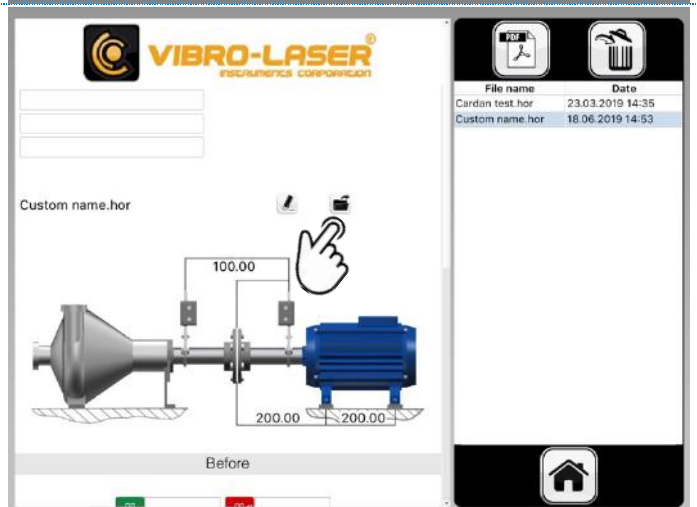 VIBRO-LASER®
INSTRUMENTS CORPORATION
PDF
File name Date
Cardan test.hor 23.03.2019 14:35
Custom name.hor 18.06.2019 14:53
Custom name.hor
100.00
200.00 200.00
Before